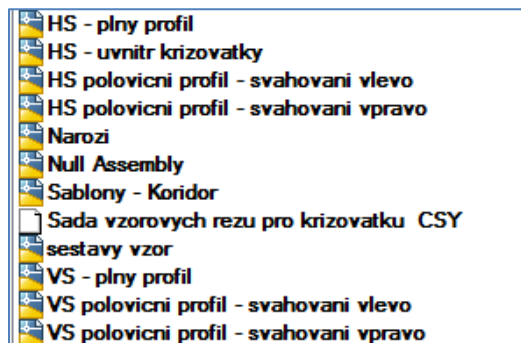 HS - plny profil
HS - uvnitr krizovatky
HS polovicni profil - svahovani vlevo
HS polovicni profil - svahovani vpravo
Narozi
Null Assembly
Sablony - Koridor
Sada vzorovych rezu pro krizovatku  CSY
sestavy vzor
VS - plny profil
VS polovicni profil - svahovani vlevo
VS polovicni profil - svahovani vpravo